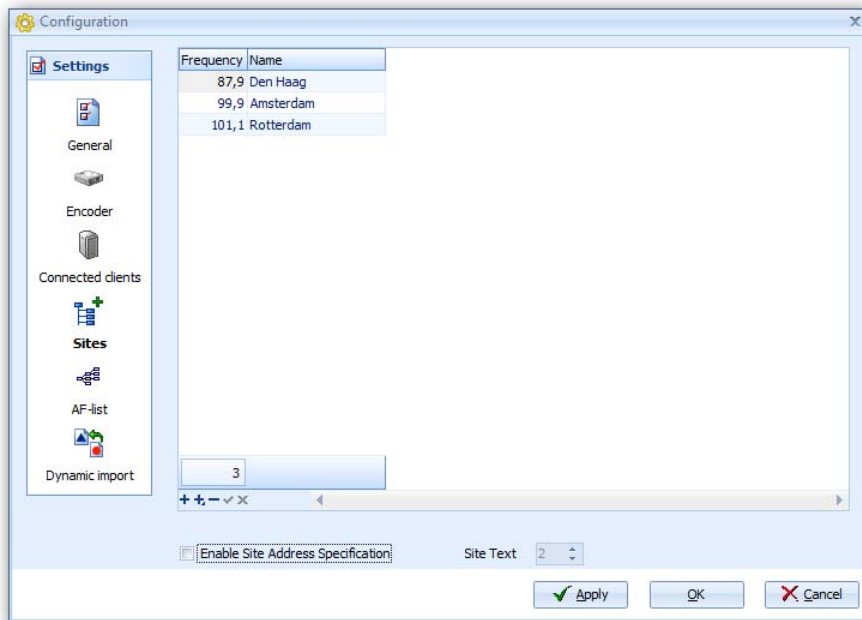 Configuration
Settings
General
Encoder
Connected clients
Sites
AF-list
Dynamic import
Frequency Name
87,9 Den Haag
99,9 Amsterdam
101,1 Rotterdam
3
Enable Site Address Specification
Site Text 2
Apply
OK
Cancel